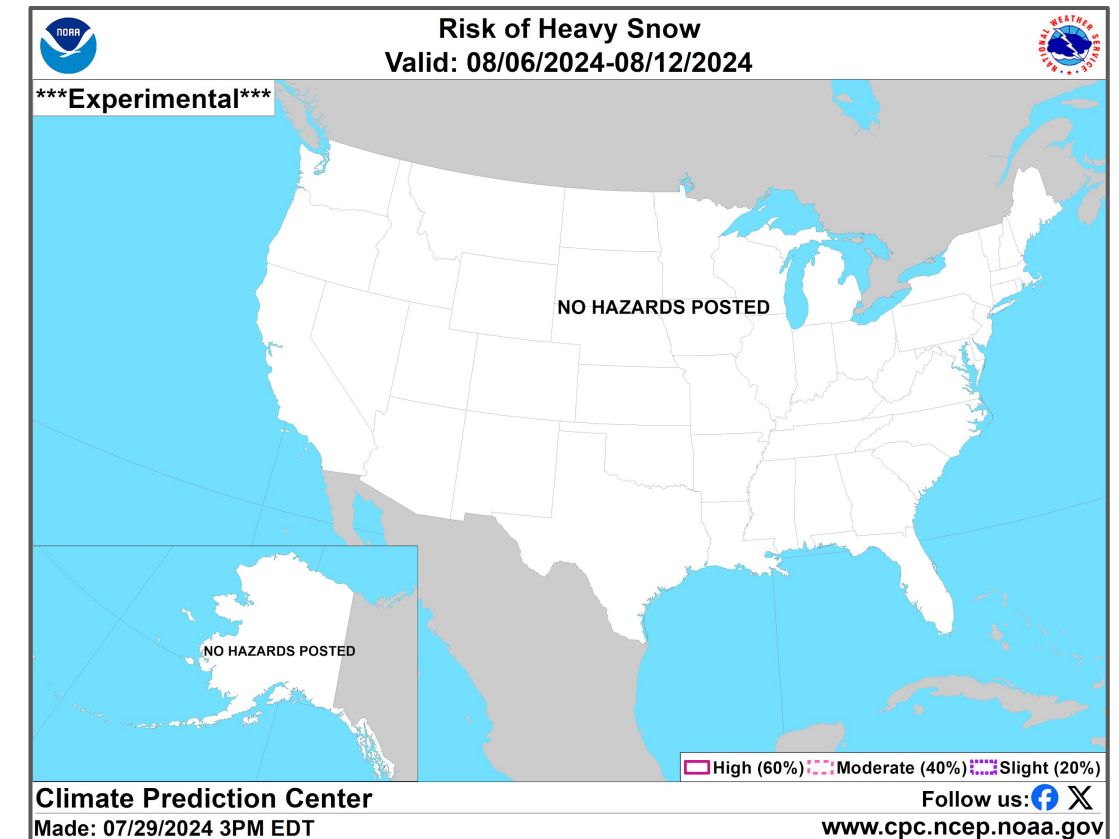 NOAA
Risk of Heavy Snow
Valid: 08/06/2024-08/12/2024
NATIONAL WEATHER SERVICE
***Experimental***
NO HAZARDS POSTED
NO HAZARDS POSTED
High (60%) Moderate (40%) Slight (20%)
Climate Prediction Center
Follow us:
Made: 07/29/2024 3PM EDT
www.cpc.ncep.noaa.gov